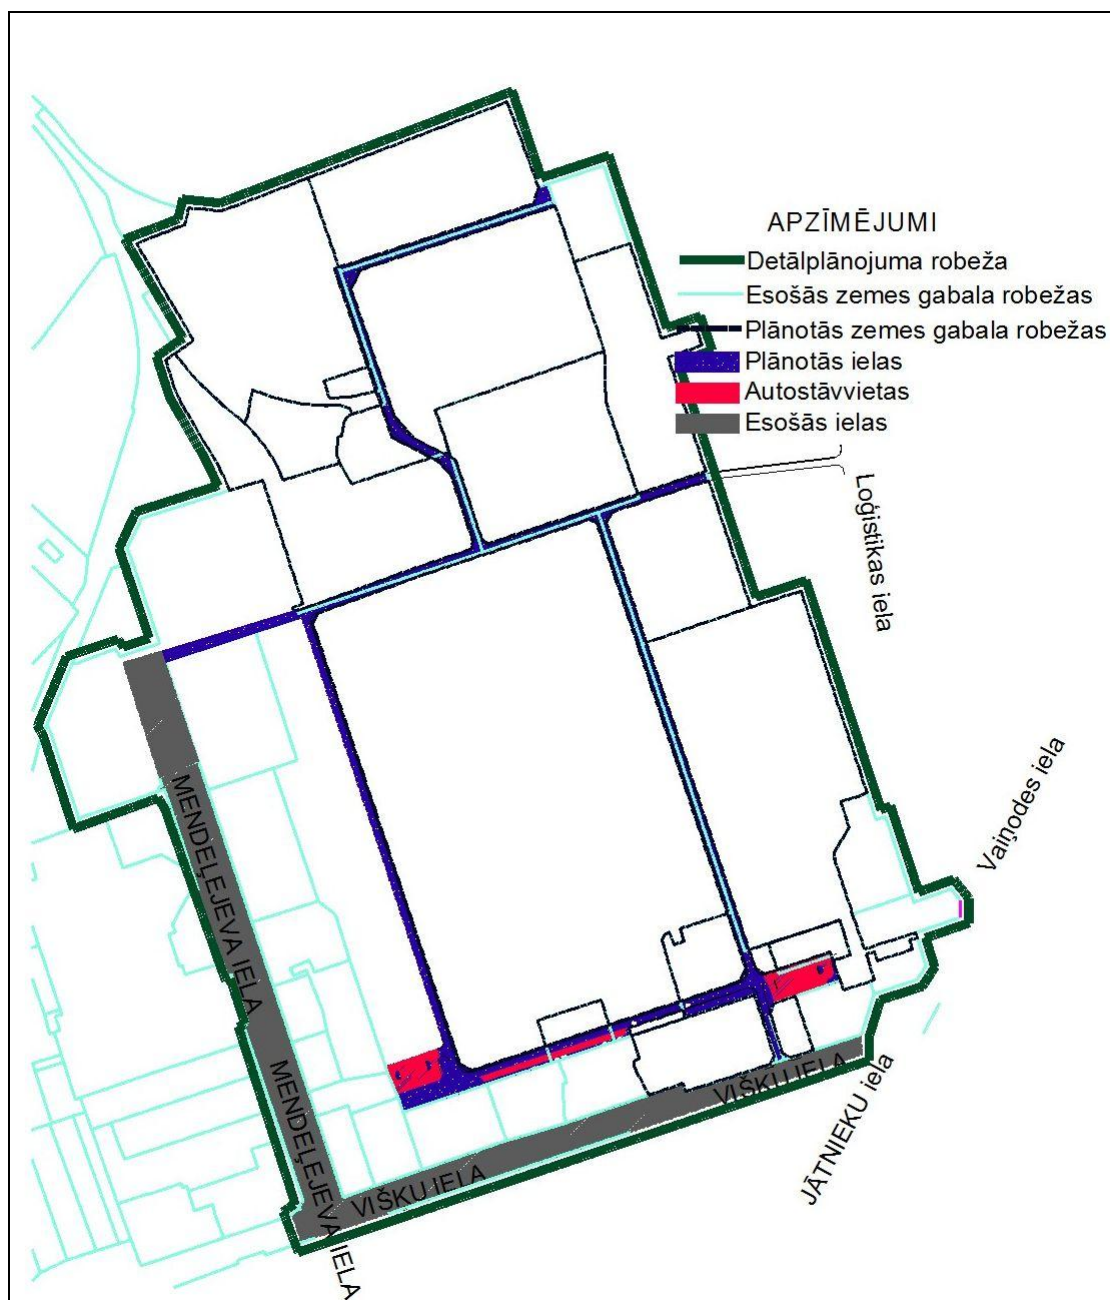 APZĪMĒJUMI
Detālplānojuma robeža
Esošās zemes gabala robežas
Plānotās zemes gabala robežas
Plānotās ielas
Autostāvvietas
Esošās ielas
Loģistikas iela
Vaiņodes iela
MENDEĻEJEVA IELA
MENDEĻEJEVA IELA
VIŠKU IELA
VIŠKU IELA
JĀTNIEKU iela